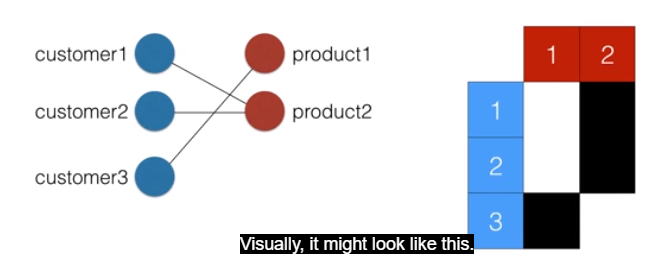 customer1
product1
customer2
product2
customer3
1 2
1
2
3
Visually, it might look like this.